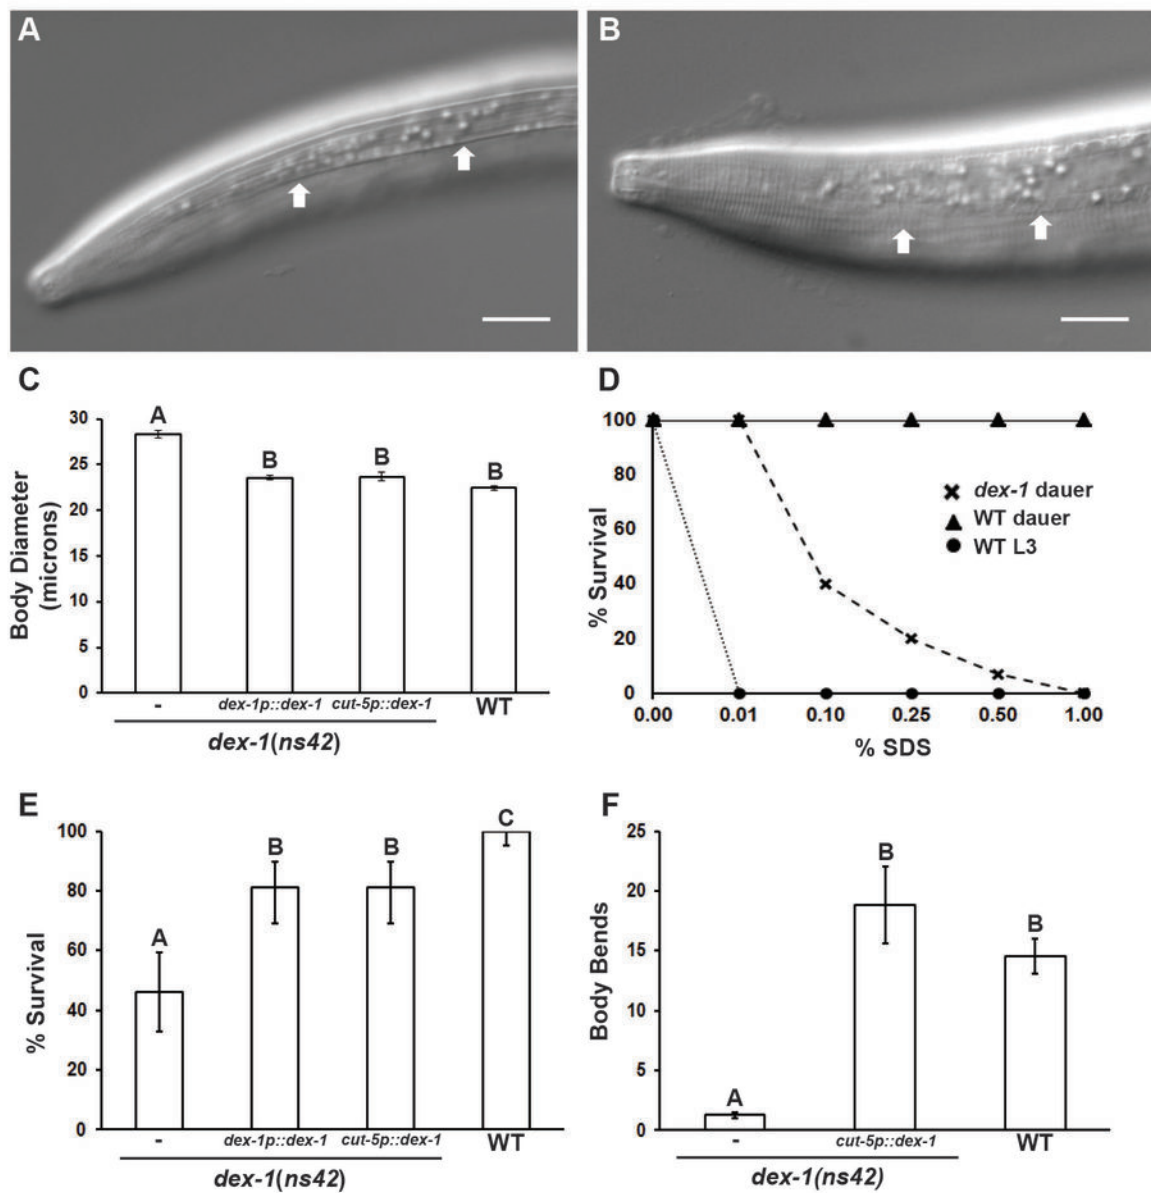 A
B
C
Body Diameter
(microns)
30
25
20
25
10
5
0
A
B
B
B
-
dex-1p::dex-1
cut-5p::dex-1
WT
dex-1(ns42)
D
% Survival
100
80
60
40
20
0
dex-1 dauer
WT dauer
WT L3
0.00
0.01
0.10
0.25
0.50
1.00
% SDS
E
% Survival
100
80
60
40
20
0
A
B
B
C
-
dex-1p::dex-1
cut-5p::dex-1
WT
dex-1(ns42)
F
Body Bends
25
20
15
10
5
0
A
B
B
-
cut-5p::dex-1
WT
dex-1(ns42)